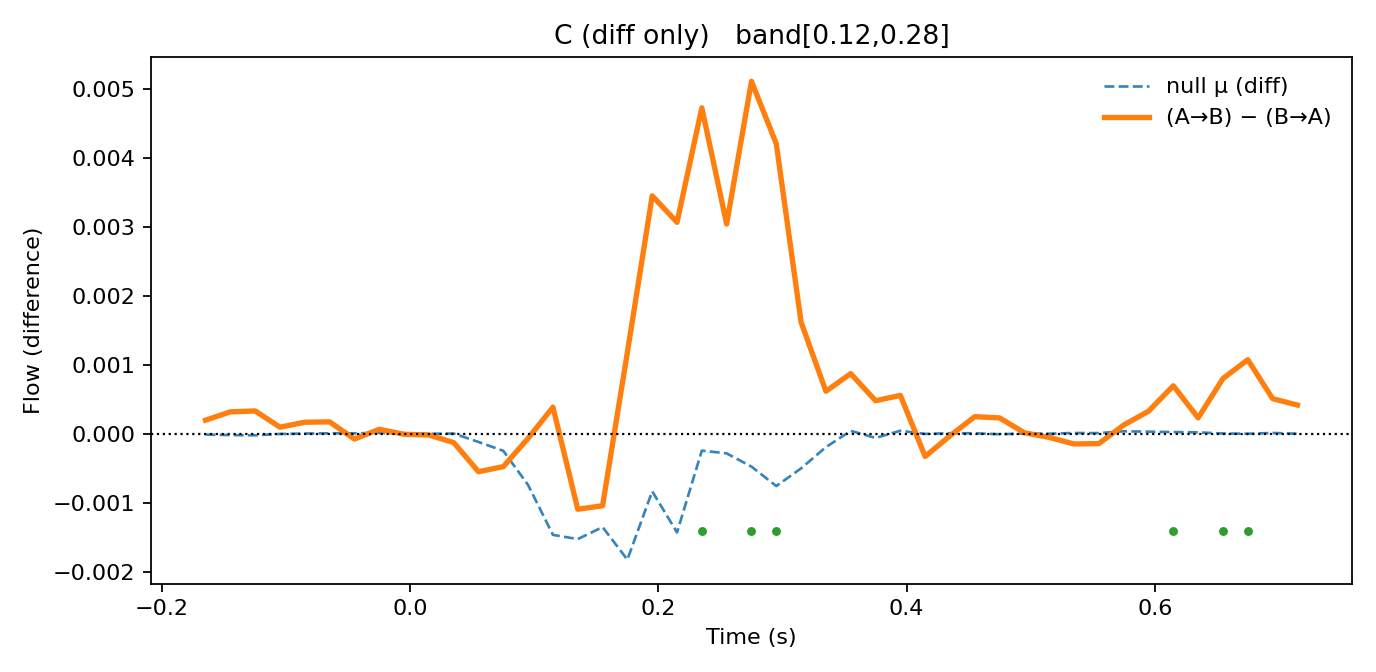 C (diff only)   band[0.12,0.28]
null μ (diff)
(A→B) − (B→A)
Flow (difference)
0.005
0.004
0.003
0.002
0.001
0.000
−0.001
−0.002
−0.2
0.0
0.2
0.4
0.6
Time (s)